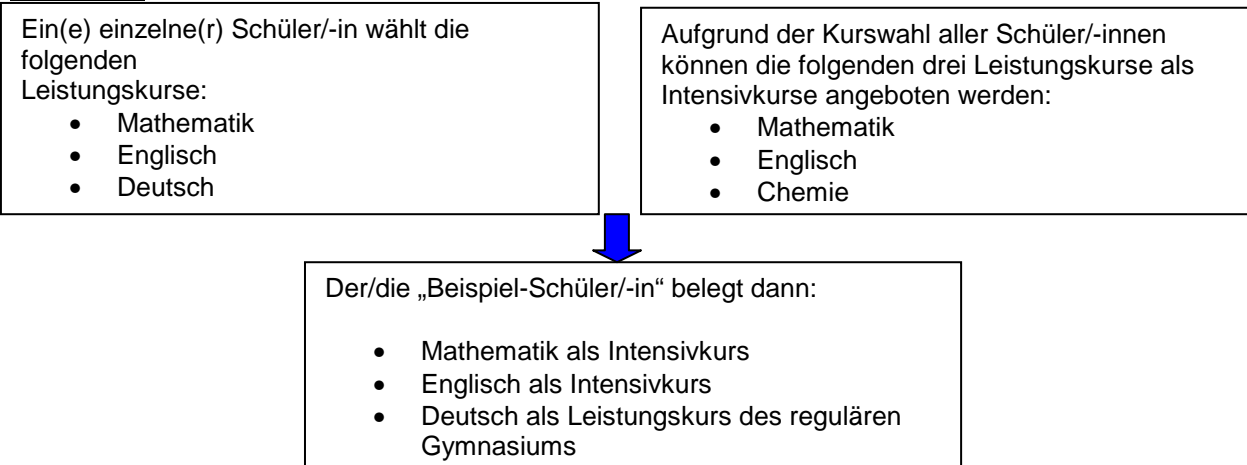 Ein(e) einzelne(r) Schüler/-in wählt die
folgenden
Leistungskurse:
• Mathematik
• Englisch
• Deutsch
Aufgrund der Kurswahl aller Schüler/-innen
können die folgenden drei Leistungskurse als
Intensivkurse angeboten werden:
• Mathematik
• Englisch
• Chemie
Der/die „Beispiel-Schüler/-in“ belegt dann:
• Mathematik als Intensivkurs
• Englisch als Intensivkurs
• Deutsch als Leistungskurs des regulären
Gymnasiums